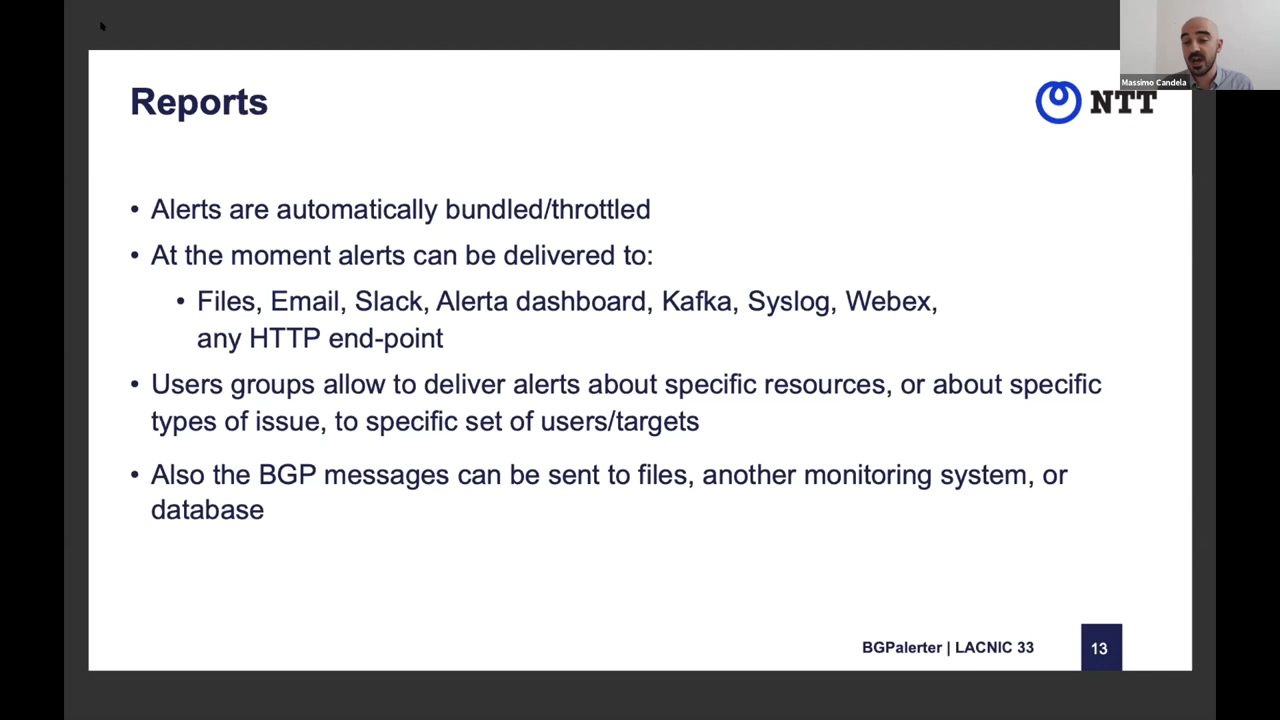 Massimo Candela
Reports
NTT
• Alerts are automatically bundled/throttled
• At the moment alerts can be delivered to:
• Files, Email, Slack, Alerta dashboard, Kafka, Syslog, Webex,
any HTTP end-point
• Users groups allow to deliver alerts about specific resources, or about specific
types of issue, to specific set of users/targets
• Also the BGP messages can be sent to files, another monitoring system, or
database
BGPalerter | LACNIC 33
13